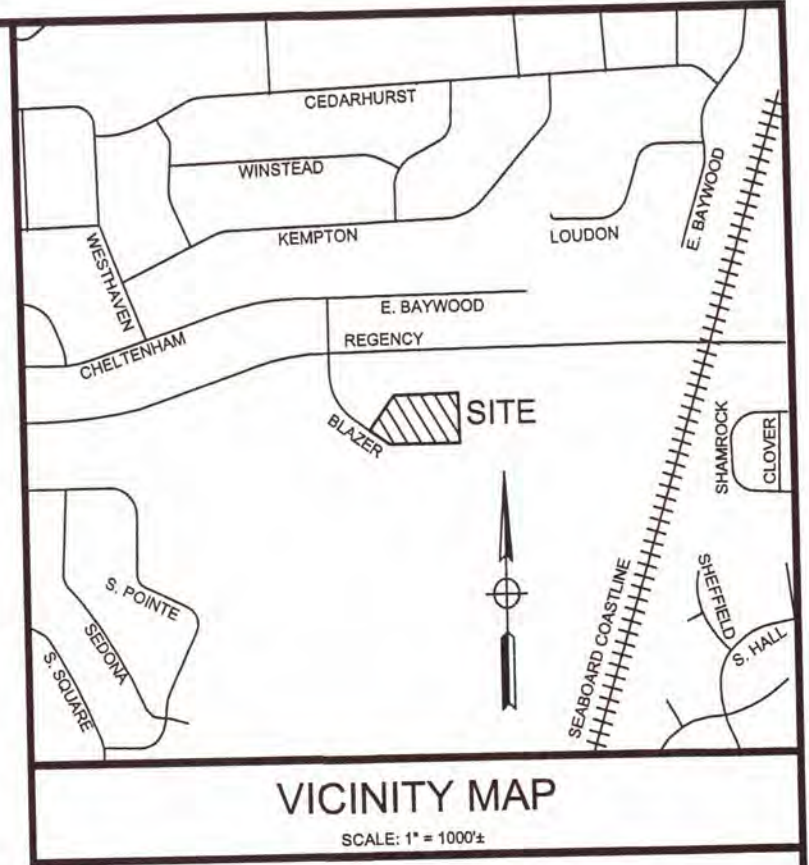 CEDARHURST
WINSTEAD
KEMPTON
LOUDON
E. BAYWOOD
WESTHAVEN
CHELTENHAM
E. BAYWOOD
REGENCY
BLAZER
SITE
SHAMROCK
CLOVER
S. POINTE
SEDONA
S. SQUARE
SEABOARD COASTLINE
SHEFFIELD
S. HALL
VICINITY MAP
SCALE: 1" = 1000'±